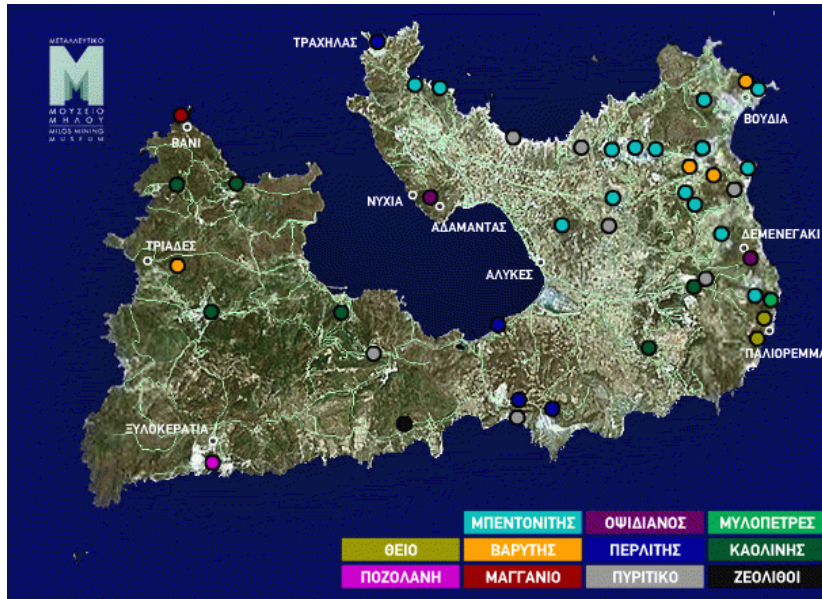 ΜΕΤΑΛΛΕΥΤΙΚΟ
ΜΟΥΣΕΙΟ
ΜΗΛΟΥ
MILOS MINING
MUSEUM
ΤΡΑΧΗΛΑΣ
ΒΟΥΔΙΑ
ΒΑΝΙ
ΝΥΧΙΑ
ΑΔΑΜΑΝΤΑΣ
ΔΕΜΕΝΕΓΑΚΙ
ΤΡΙΑΔΕΣ
ΑΛΥΚΕΣ
ΠΑΛΙΟΡΕΜΜΑ
ΞΥΛΟΚΕΡΑΤΙΑ
ΜΠΕΝΤΟΝΙΤΗΣ ΟΨΙΔΙΑΝΟΣ ΜΥΛΟΠΕΤΡΕΣ
ΘΕΙΟ ΒΑΡΥΤΗΣ ΠΕΡΛΙΤΗΣ ΚΑΟΛΙΝΗΣ
ΠΟΖΟΛΑΝΗ ΜΑΓΓΑΝΙΟ ΠΥΡΙΤΙΚΟ ΖΕΟΛΙΘΟΙ